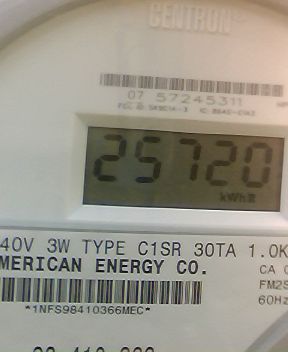 CENTRON®
07 57245311
25720
kWh
40V 3W TYPE C1SR 30TA 1.0K
MERICAN ENERGY CO.
CA 0
FM2S
60Hz
*1NFS98410366MEC*